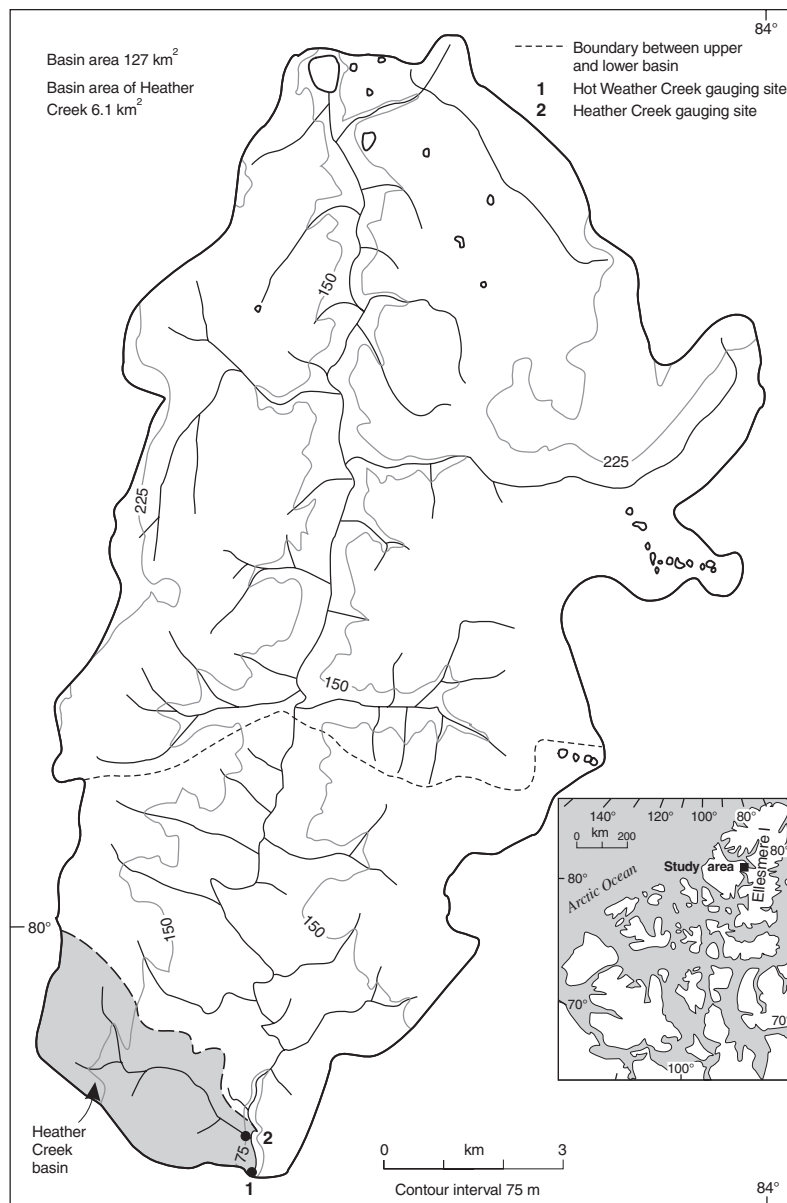 84°
Basin area 127 km²
Basin area of Heather
Creek 6.1 km²
Boundary between upper
and lower basin
1 Hot Weather Creek gauging site
2 Heather Creek gauging site
150
225
225
150
150
150
80°
140° 120° 100° 80°
0 km 200
80°
Study area
Ellesmere I
Arctic Ocean
80°
70°
70°
100°
Heather
Creek
basin
75
2
1
0 km 3
Contour interval 75 m
84°